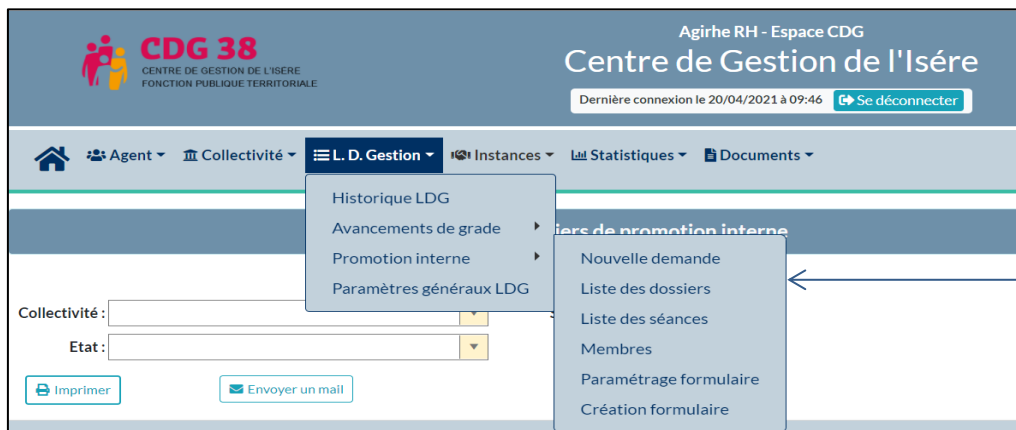 CDG 38
CENTRE DE GESTION DE L'ISÈRE
FONCTION PUBLIQUE TERRITORIALE
Agirhe RH - Espace CDG
Centre de Gestion de l'Isére
Dernière connexion le 20/04/2021 à 09:46 Se déconnecter
Agent Collectivité L. D. Gestion Instances Statistiques Documents
Historique LDG
Avancements de grade
Promotion interne
Paramètres généraux LDG
de promotion interne
Nouvelle demande
Liste des dossiers
Liste des séances
Membres
Paramétrage formulaire
Création formulaire
Collectivité :
Etat :
Imprimer Envoyer un mail